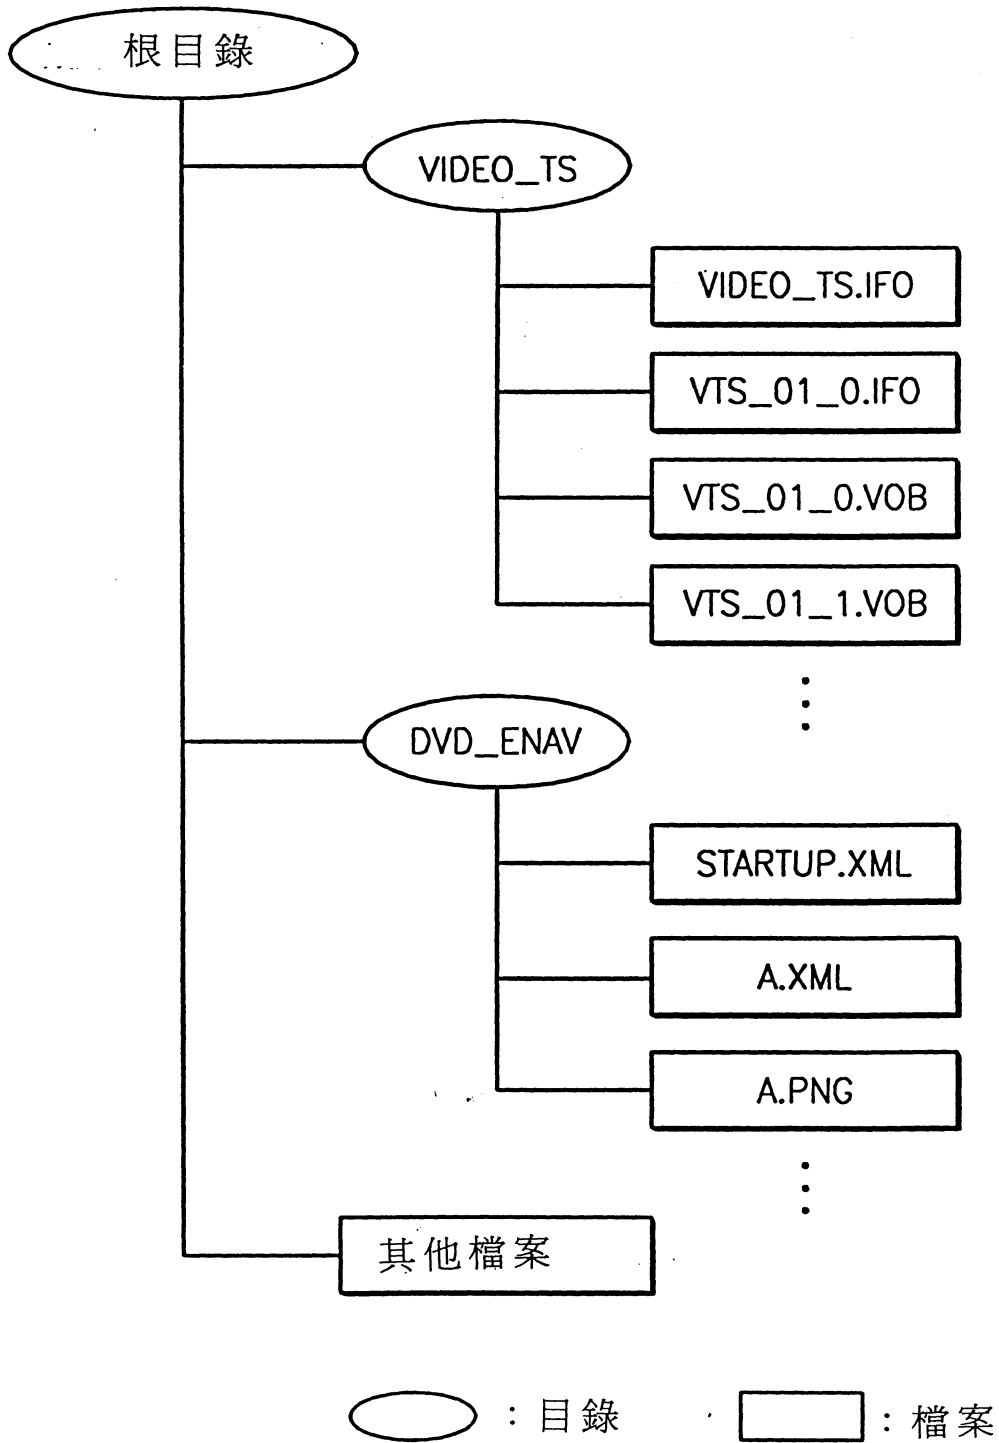 根目錄
VIDEO_TS
VIDEO_TS.IFO
VTS_01_0.IFO
VTS_01_0.VOB
VTS_01_1.VOB
DVD_ENAV
STARTUP.XML
A.XML
A.PNG
其他檔案
：目錄
：檔案